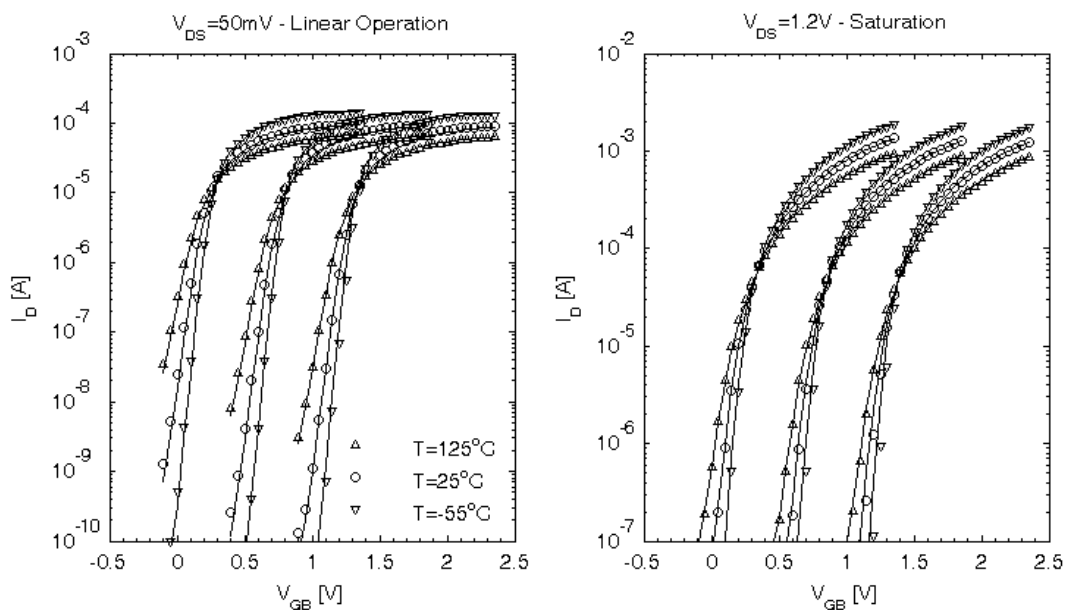 V_DS=50mV - Linear Operation
10^-3
10^-4
10^-5
10^-6
10^-7
10^-8
10^-9
10^-10
I_D [A]
T=125°C
T=25°C
T=-55°C
-0.5 0 0.5 1 1.5 2 2.5
V_GB [V]
V_DS=1.2V - Saturation
10^-2
10^-3
10^-4
10^-5
10^-6
10^-7
I_D [A]
-0.5 0 0.5 1 1.5 2 2.5
V_GB [V]